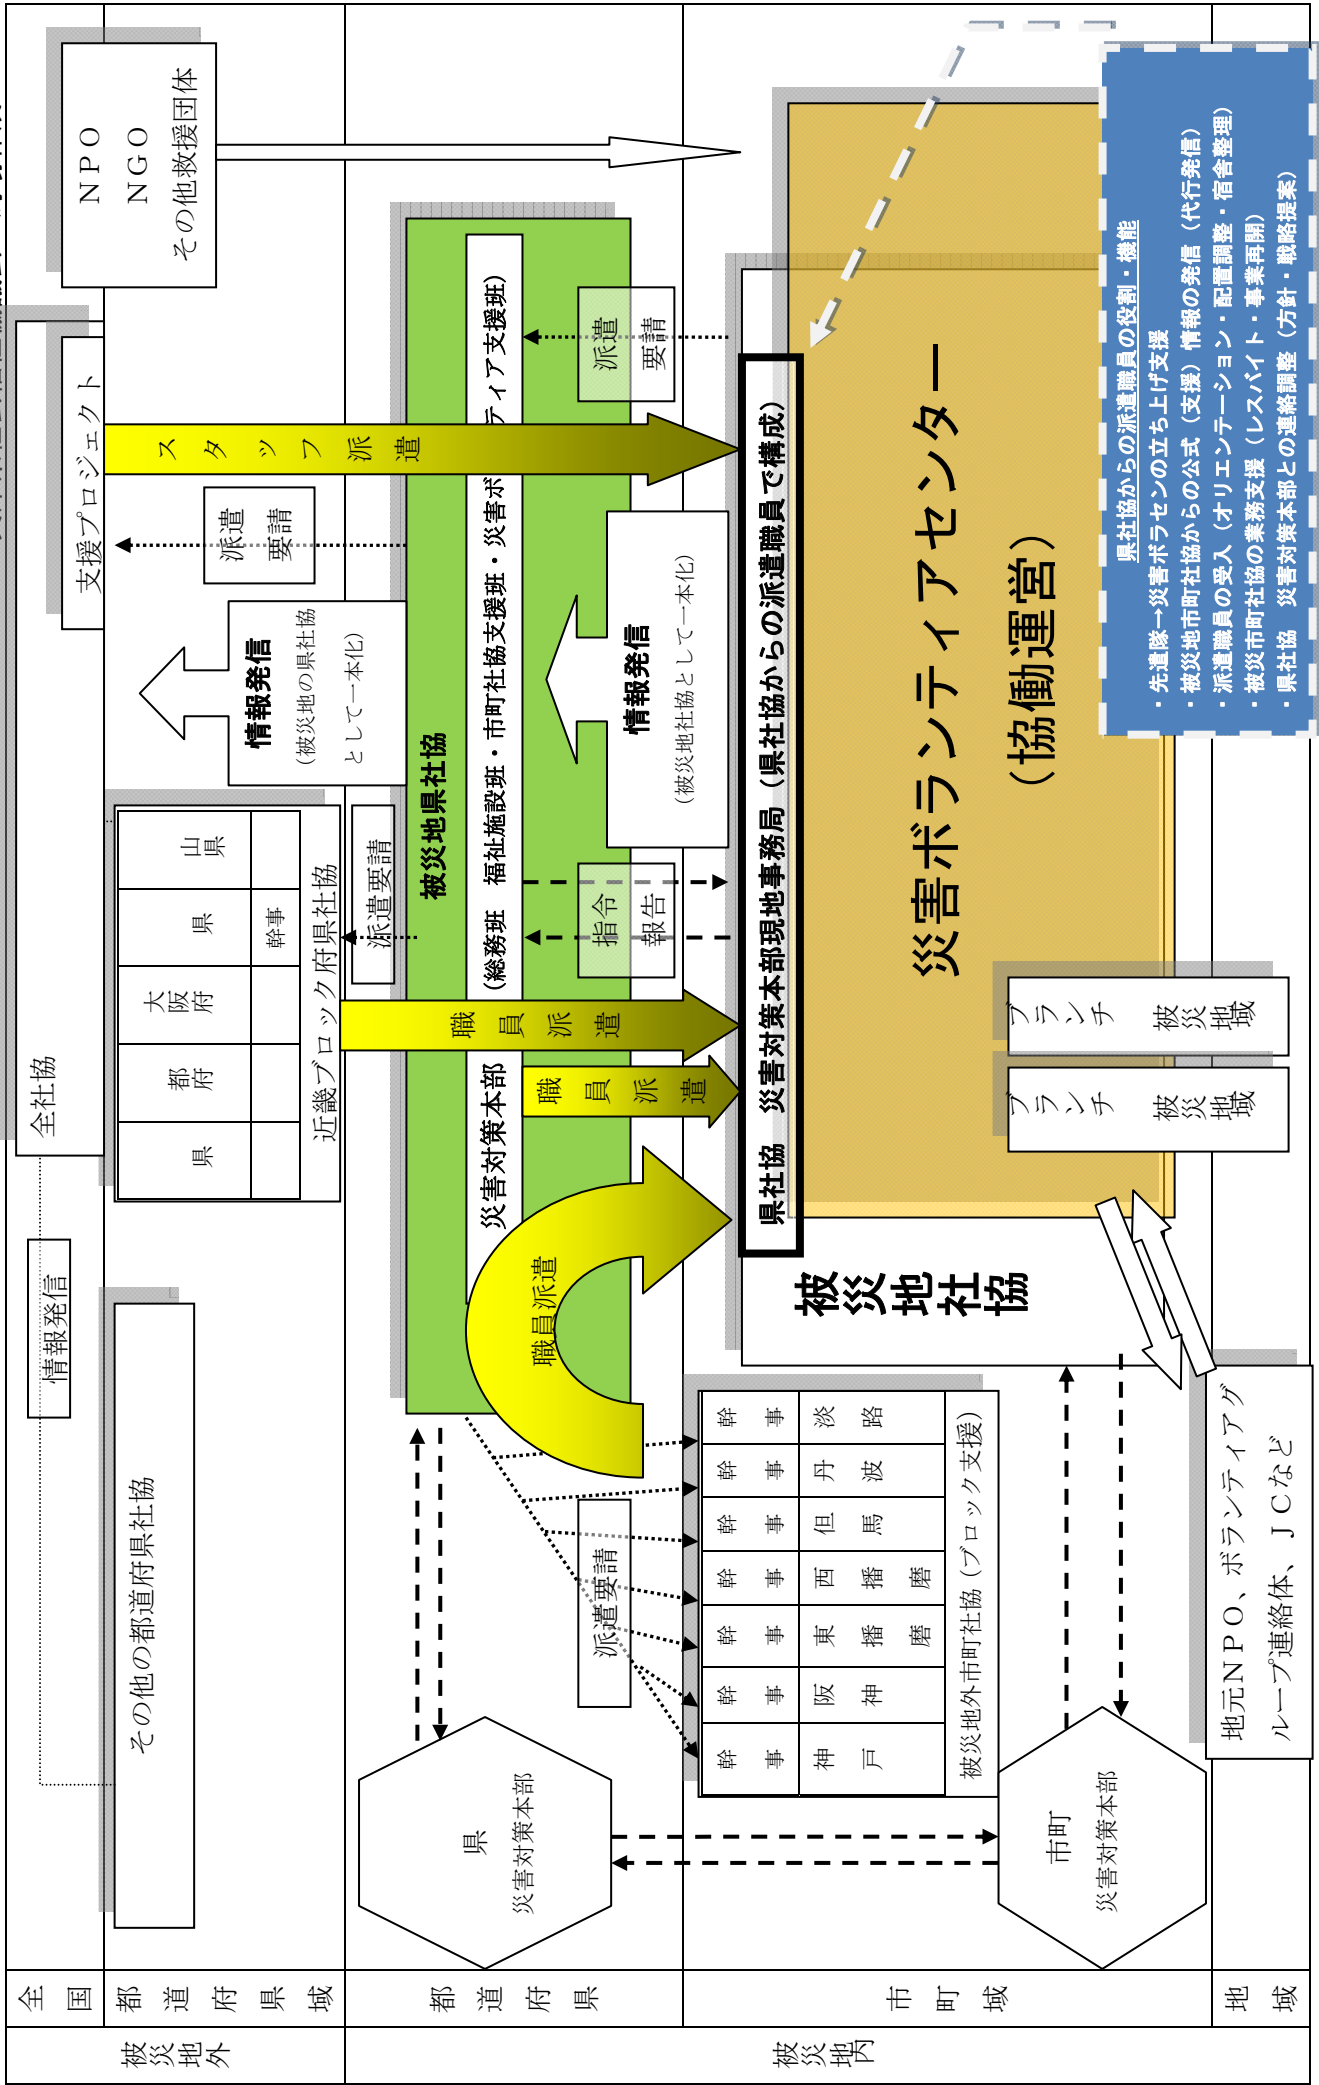 全社協
支援プロジェクト
情報発信
ＮＰＯ
ＮＧＯ
その他救援団体
その他の都道府県社協
県
都府
大阪府
県
山県
幹事
近畿ブロック府県社協
情報発信
(被災地の県社協
として一本化)
派遣
要請
スタッフ派遣
派遣要請
職員派遣
被災地県社協
災害対策本部
(総務班　福祉施設班・市町社協支援班・災害ボ
ティア支援班)
職員派遣
職員派遣
指令
報告
情報発信
(被災地社協として一本化)
派遣
要請
県
災害対策本部
派遣要請
幹事
幹事
幹事
幹事
幹事
幹事
幹事
神戸
阪神
東播磨
西播磨
但馬
丹波
淡路
被災地外市町社協(ブロック支援)
市町
災害対策本部
県社協　災害対策本部現地事務局（県社協からの派遣職員で構成）
被災地社協
災害ボランティアセンター
（協働運営）
ブランチ
被災地域
ブランチ
被災地域
地元ＮＰＯ、ボランティアグ
ループ連絡体、ＪＣなど
県社協からの派遣職員の役割・機能
・先遣隊→災害ボラセンの立ち上げ支援
・被災地市町社協からの公式（支援）情報の発信（代行発信）
・派遣職員の受入（オリエンテーション・配置調整・宿舎整理）
・被災市町社協の業務支援（レスパイト・事業再開）
・県社協　災害対策本部との連絡調整（方針・戦略提案）
全国
都道府県域
都道府県
市町域
地域
被災地外
被災地内